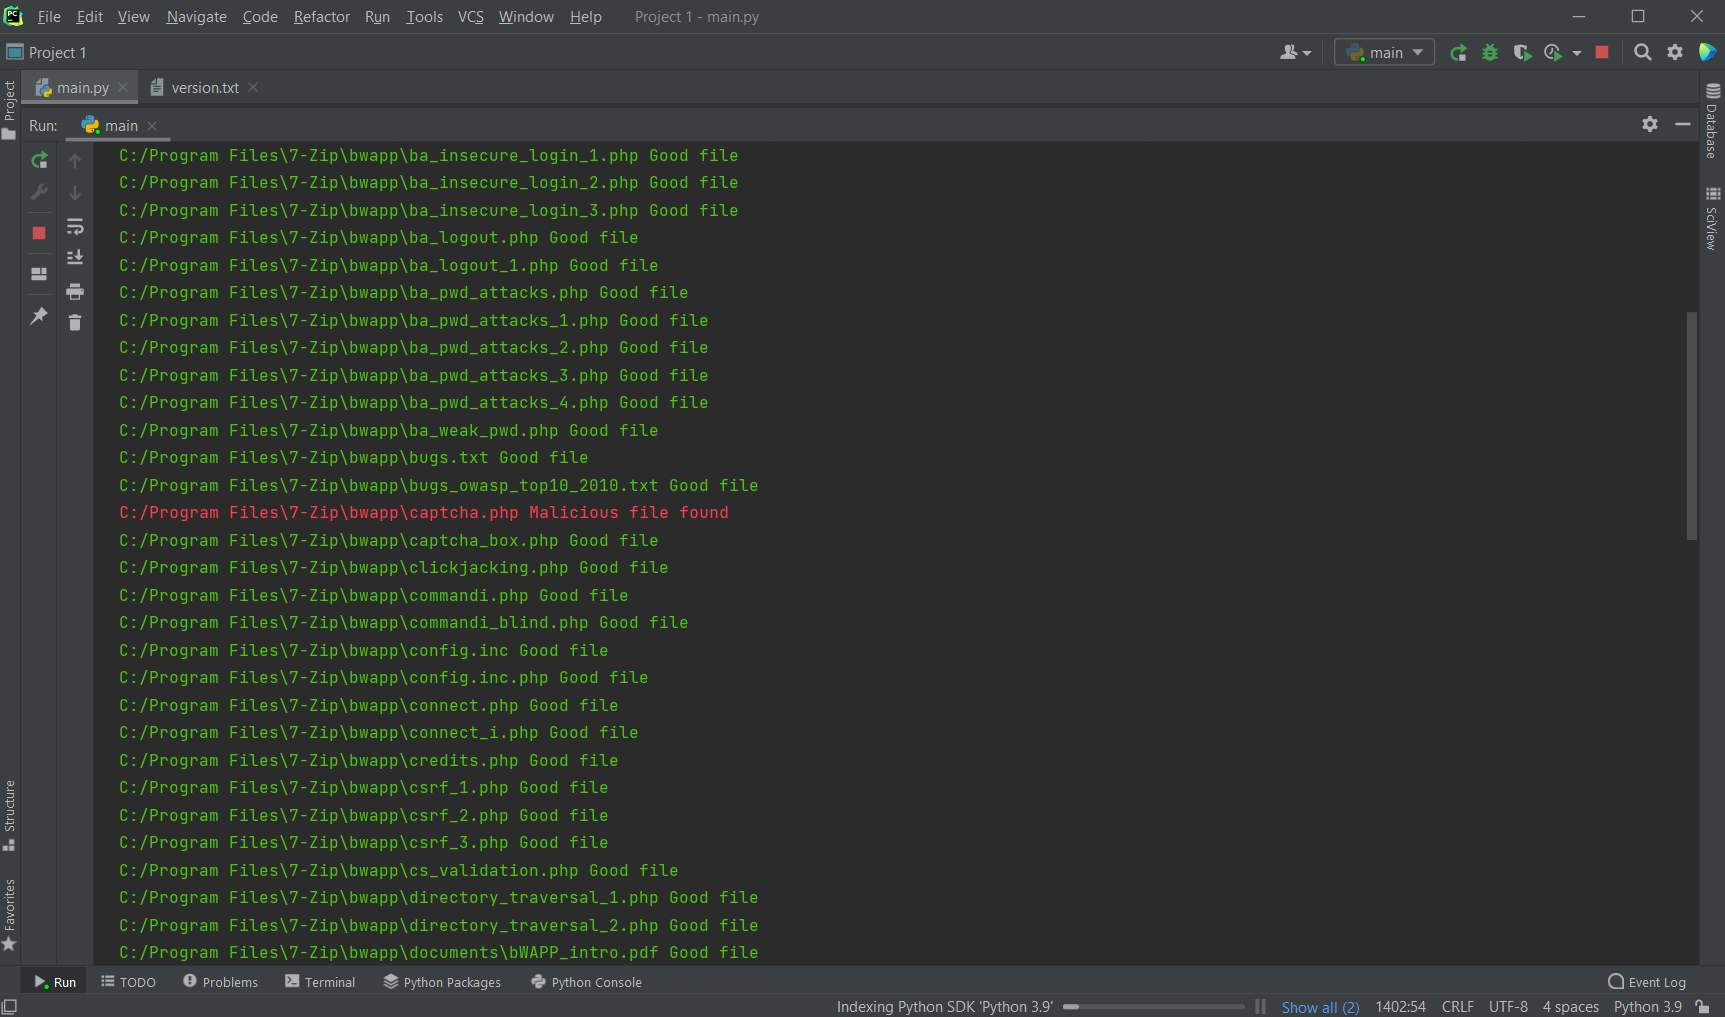 PC File Edit View Navigate Code Refactor Run Tools VCS Window Help Project 1 - main.py
Project 1 main
main.py version.txt
Run: main
C:/Program Files\7-Zip\bwapp\ba_insecure_login_1.php Good file
C:/Program Files\7-Zip\bwapp\ba_insecure_login_2.php Good file
C:/Program Files\7-Zip\bwapp\ba_insecure_login_3.php Good file
C:/Program Files\7-Zip\bwapp\ba_logout.php Good file
C:/Program Files\7-Zip\bwapp\ba_logout_1.php Good file
C:/Program Files\7-Zip\bwapp\ba_pwd_attacks.php Good file
C:/Program Files\7-Zip\bwapp\ba_pwd_attacks_1.php Good file
C:/Program Files\7-Zip\bwapp\ba_pwd_attacks_2.php Good file
C:/Program Files\7-Zip\bwapp\ba_pwd_attacks_3.php Good file
C:/Program Files\7-Zip\bwapp\ba_pwd_attacks_4.php Good file
C:/Program Files\7-Zip\bwapp\ba_weak_pwd.php Good file
C:/Program Files\7-Zip\bwapp\bugs.txt Good file
C:/Program Files\7-Zip\bwapp\bugs_owasp_top10_2010.txt Good file
C:/Program Files\7-Zip\bwapp\captcha.php Malicious file found
C:/Program Files\7-Zip\bwapp\captcha_box.php Good file
C:/Program Files\7-Zip\bwapp\clickjacking.php Good file
C:/Program Files\7-Zip\bwapp\commandi.php Good file
C:/Program Files\7-Zip\bwapp\commandi_blind.php Good file
C:/Program Files\7-Zip\bwapp\config.inc Good file
C:/Program Files\7-Zip\bwapp\config.inc.php Good file
C:/Program Files\7-Zip\bwapp\connect.php Good file
C:/Program Files\7-Zip\bwapp\connect_i.php Good file
C:/Program Files\7-Zip\bwapp\credits.php Good file
C:/Program Files\7-Zip\bwapp\csrf_1.php Good file
C:/Program Files\7-Zip\bwapp\csrf_2.php Good file
C:/Program Files\7-Zip\bwapp\csrf_3.php Good file
C:/Program Files\7-Zip\bwapp\cs_validation.php Good file
C:/Program Files\7-Zip\bwapp\directory_traversal_1.php Good file
C:/Program Files\7-Zip\bwapp\directory_traversal_2.php Good file
C:/Program Files\7-Zip\bwapp\documents\bWAPP_intro.pdf Good file
Project
Structure
Favorites
Database
SciView
Run TODO Problems Terminal Python Packages Python Console Event Log
Indexing Python SDK 'Python 3.9' Show all (2) 1402:54 CRLF UTF-8 4 spaces Python 3.9